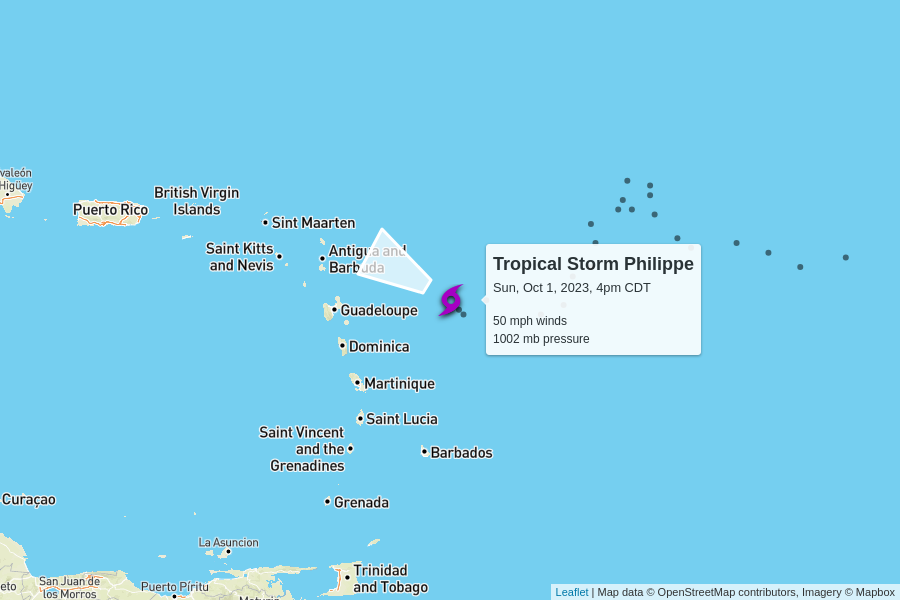 valeón
Higüey
Puerto Rico
British Virgin
Islands
Sint Maarten
Saint Kitts
and Nevis
Antigua and
Barbuda
Guadeloupe
Dominica
Martinique
Saint Lucia
Saint Vincent
and the
Grenadines
Barbados
Grenada
Curaçao
La Asuncion
Trinidad
and Tobago
eto
San Juan de
los Morros
Puerto Píritu
Maturín
Tropical Storm Philippe
Sun, Oct 1, 2023, 4pm CDT
50 mph winds
1002 mb pressure
Leaflet | Map data © OpenStreetMap contributors, Imagery © Mapbox